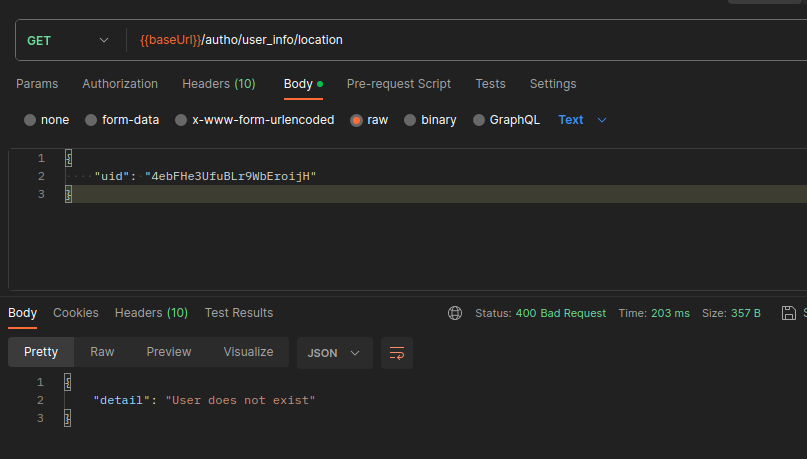 GET {{baseUrl}}/autho/user_info/location
Params Authorization Headers (10) Body Pre-request Script Tests Settings
none form-data x-www-form-urlencoded raw binary GraphQL Text
1 {
2 "uid": "4ebFHe3UfuBLr9WbEroijH"
3 }
Body Cookies Headers (10) Test Results Status: 400 Bad Request Time: 203 ms Size: 357 B
Pretty Raw Preview Visualize JSON
1 {
2 "detail": "User does not exist"
3 }